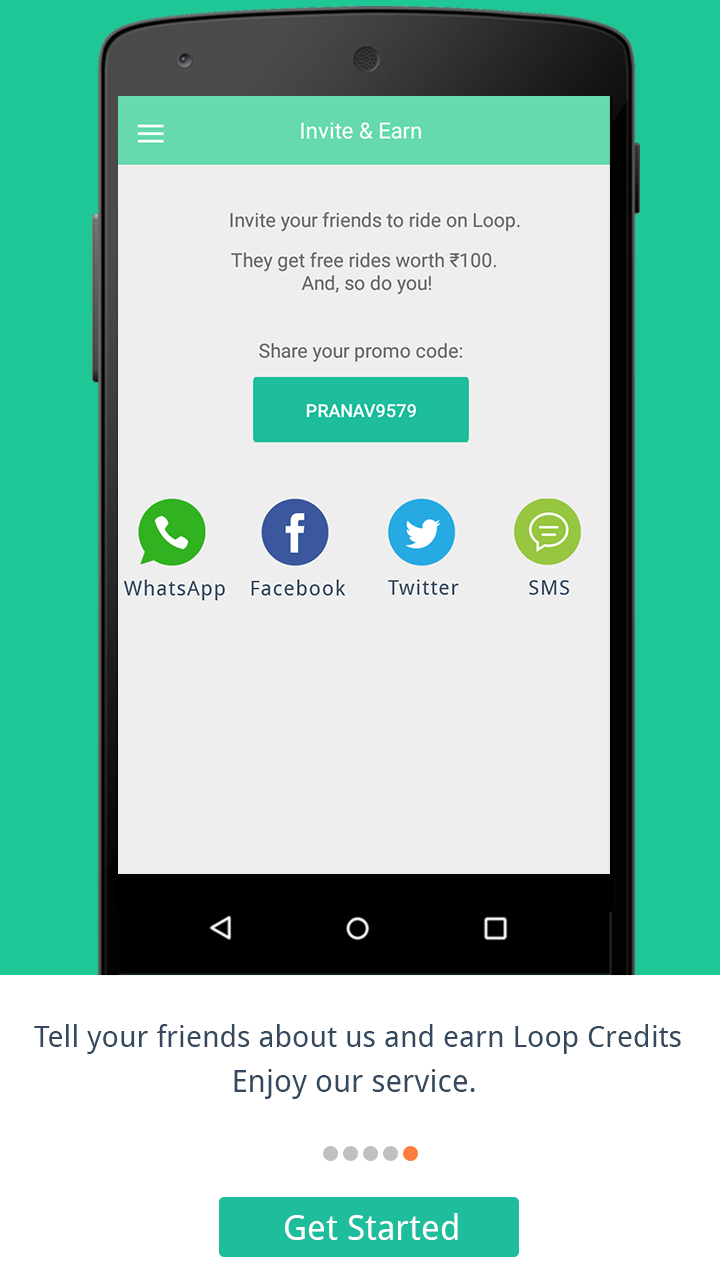 Invite & Earn
Invite your friends to ride on Loop.
They get free rides worth ₹100.
And, so do you!
Share your promo code:
PRANAV9579
WhatsApp Facebook Twitter SMS
Tell your friends about us and earn Loop Credits
Enjoy our service.
Get Started